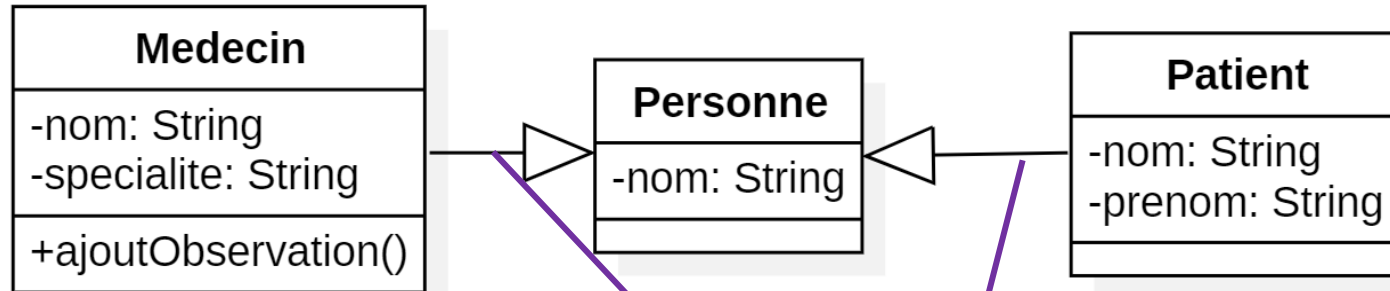 Medecin
-nom: String
-specialite: String
+ajoutObservation()
Personne
-nom: String
Patient
-nom: String
-prenom: String